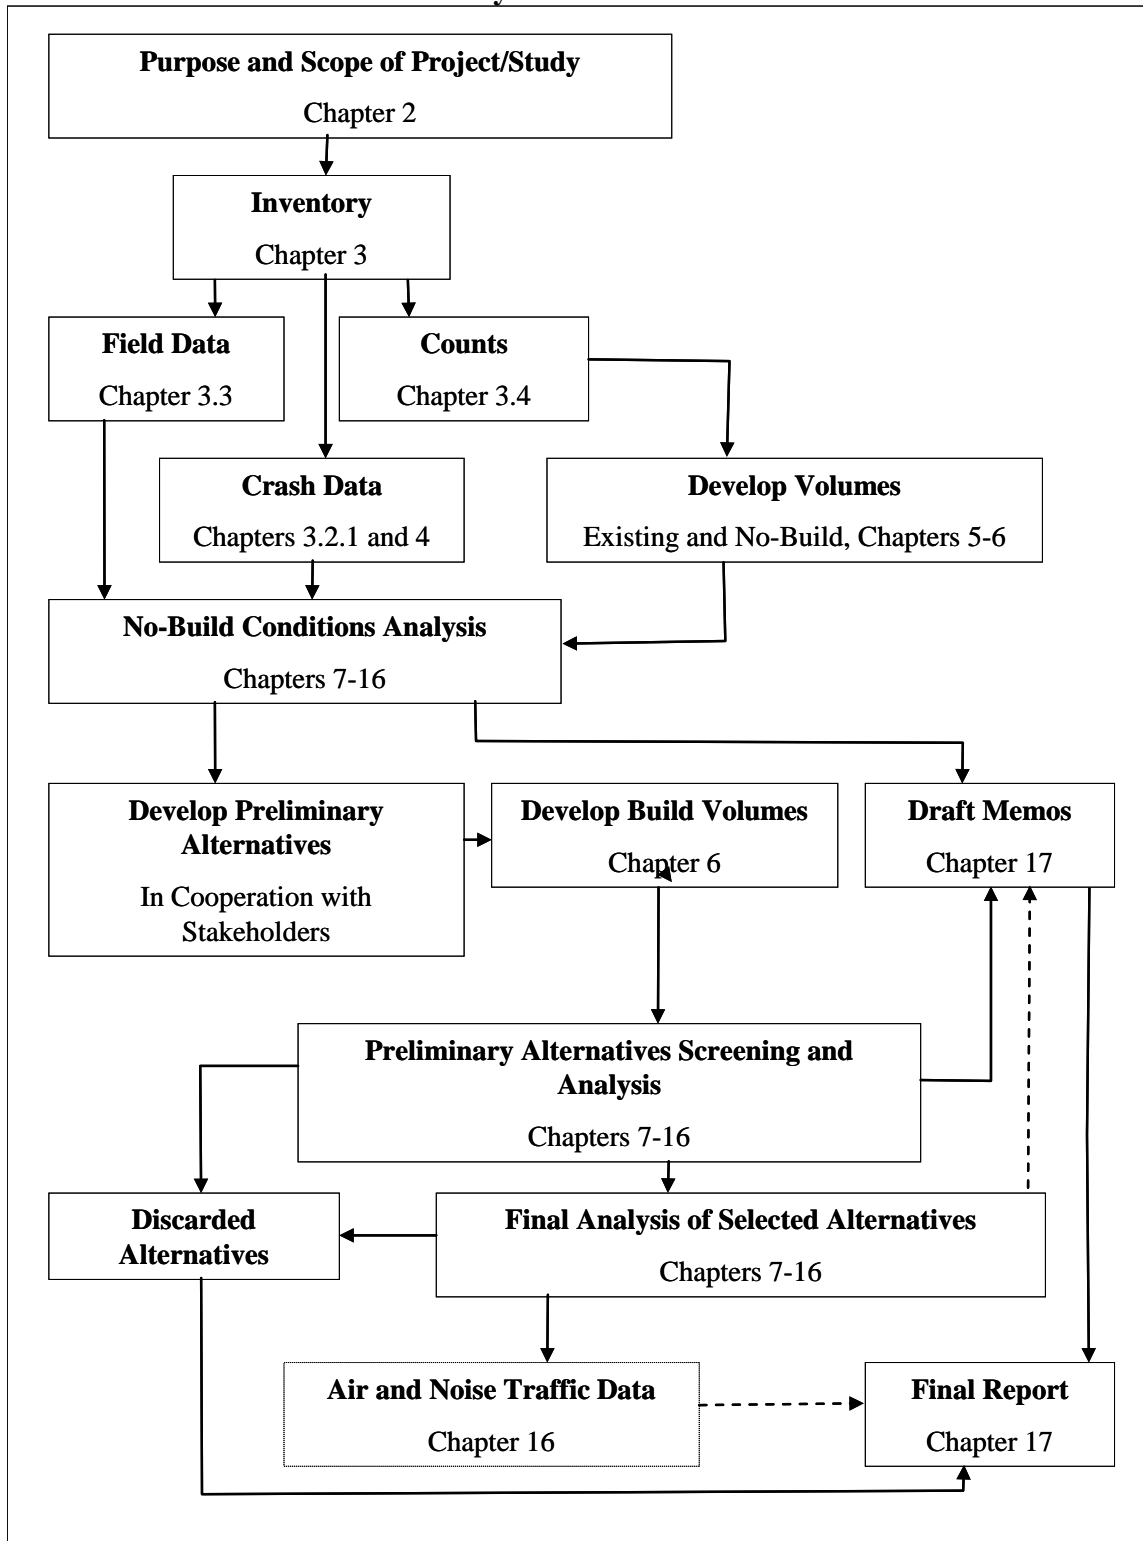 Purpose and Scope of Project/Study
Chapter 2
Inventory
Chapter 3
Field Data
Chapter 3.3
Counts
Chapter 3.4
Crash Data
Chapters 3.2.1 and 4
Develop Volumes
Existing and No-Build, Chapters 5-6
No-Build Conditions Analysis
Chapters 7-16
Develop Preliminary
Alternatives
In Cooperation with
Stakeholders
Develop Build Volumes
Chapter 6
Draft Memos
Chapter 17
Preliminary Alternatives Screening and
Analysis
Chapters 7-16
Discarded
Alternatives
Final Analysis of Selected Alternatives
Chapters 7-16
Air and Noise Traffic Data
Chapter 16
Final Report
Chapter 17